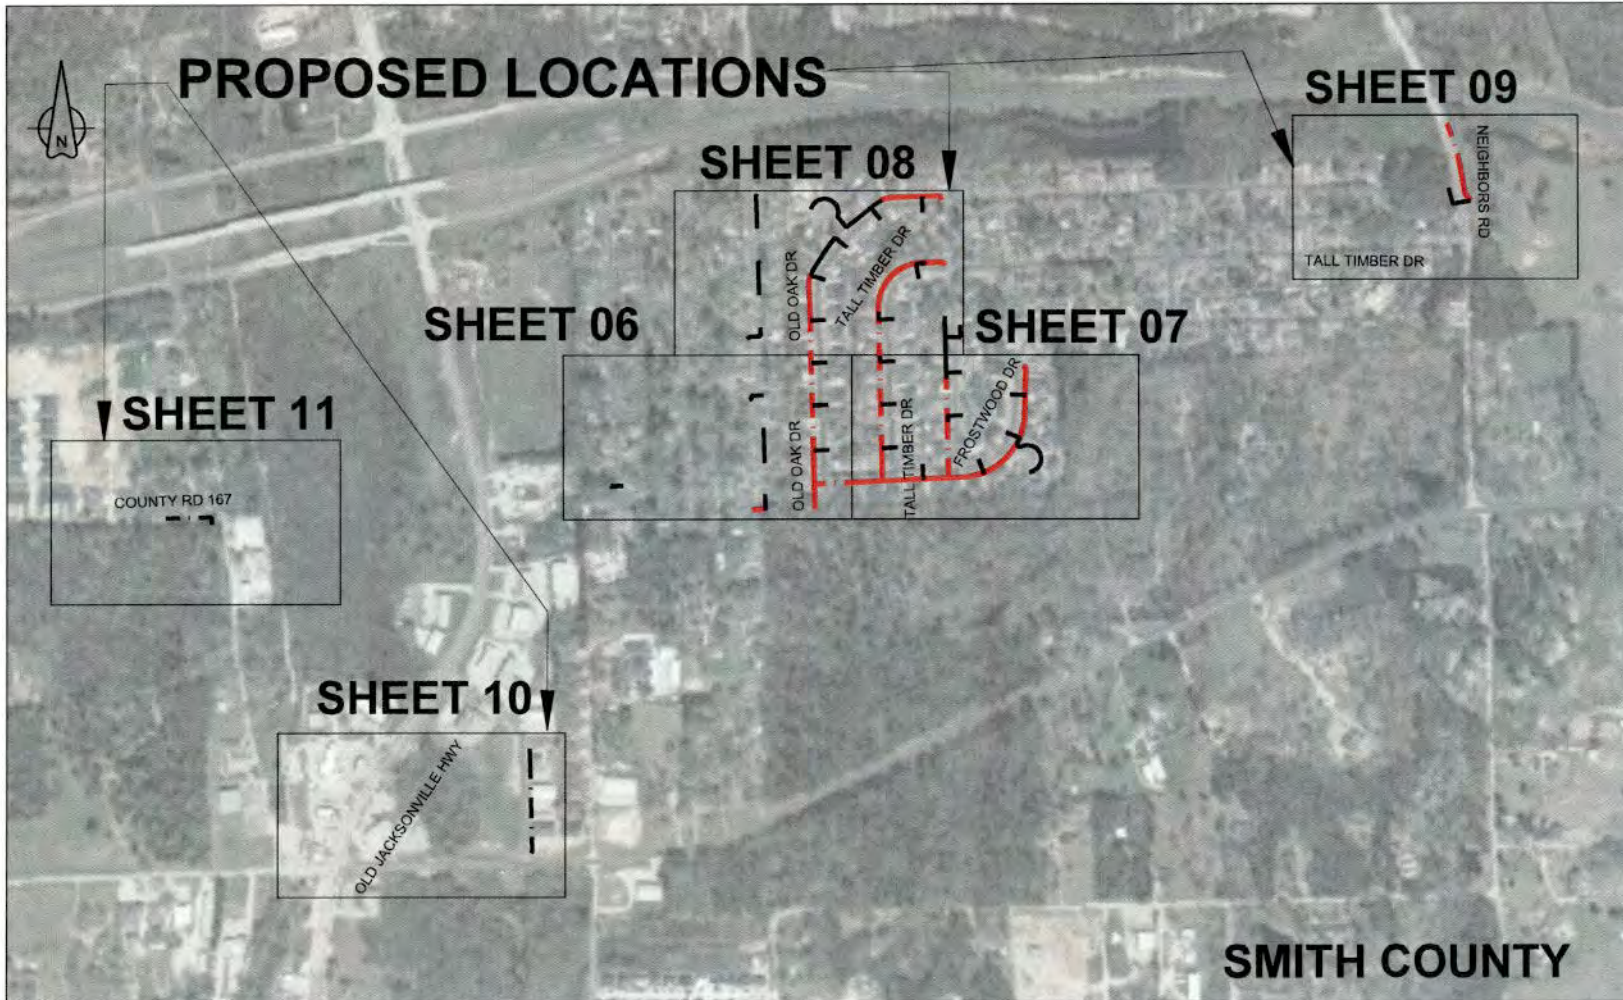 PROPOSED LOCATIONS
SHEET 09
N
NEIGHBORS RD
TALL TIMBER DR
SHEET 08
OLD OAK DR
TALL TIMBER DR
SHEET 06
SHEET 07
OLD OAK DR
TALL TIMBER DR
FROSTWOOD DR
SHEET 11
COUNTY RD 167
SHEET 10
OLD JACKSONVILLE HWY
SMITH COUNTY